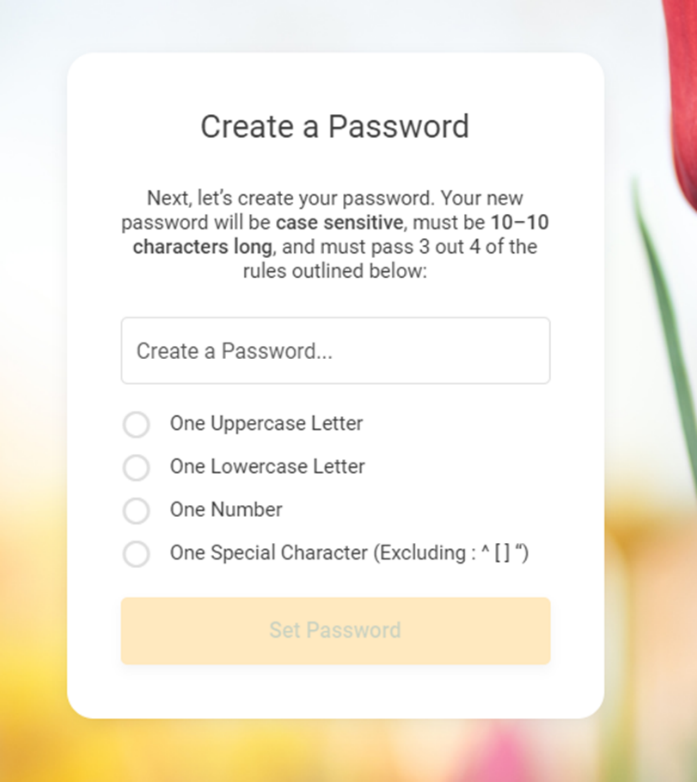 Create a Password
Next, let’s create your password. Your new
password will be case sensitive, must be 10–10
characters long, and must pass 3 out 4 of the
rules outlined below:
Create a Password...
One Uppercase Letter
One Lowercase Letter
One Number
One Special Character (Excluding : ^ [ ] “)
Set Password